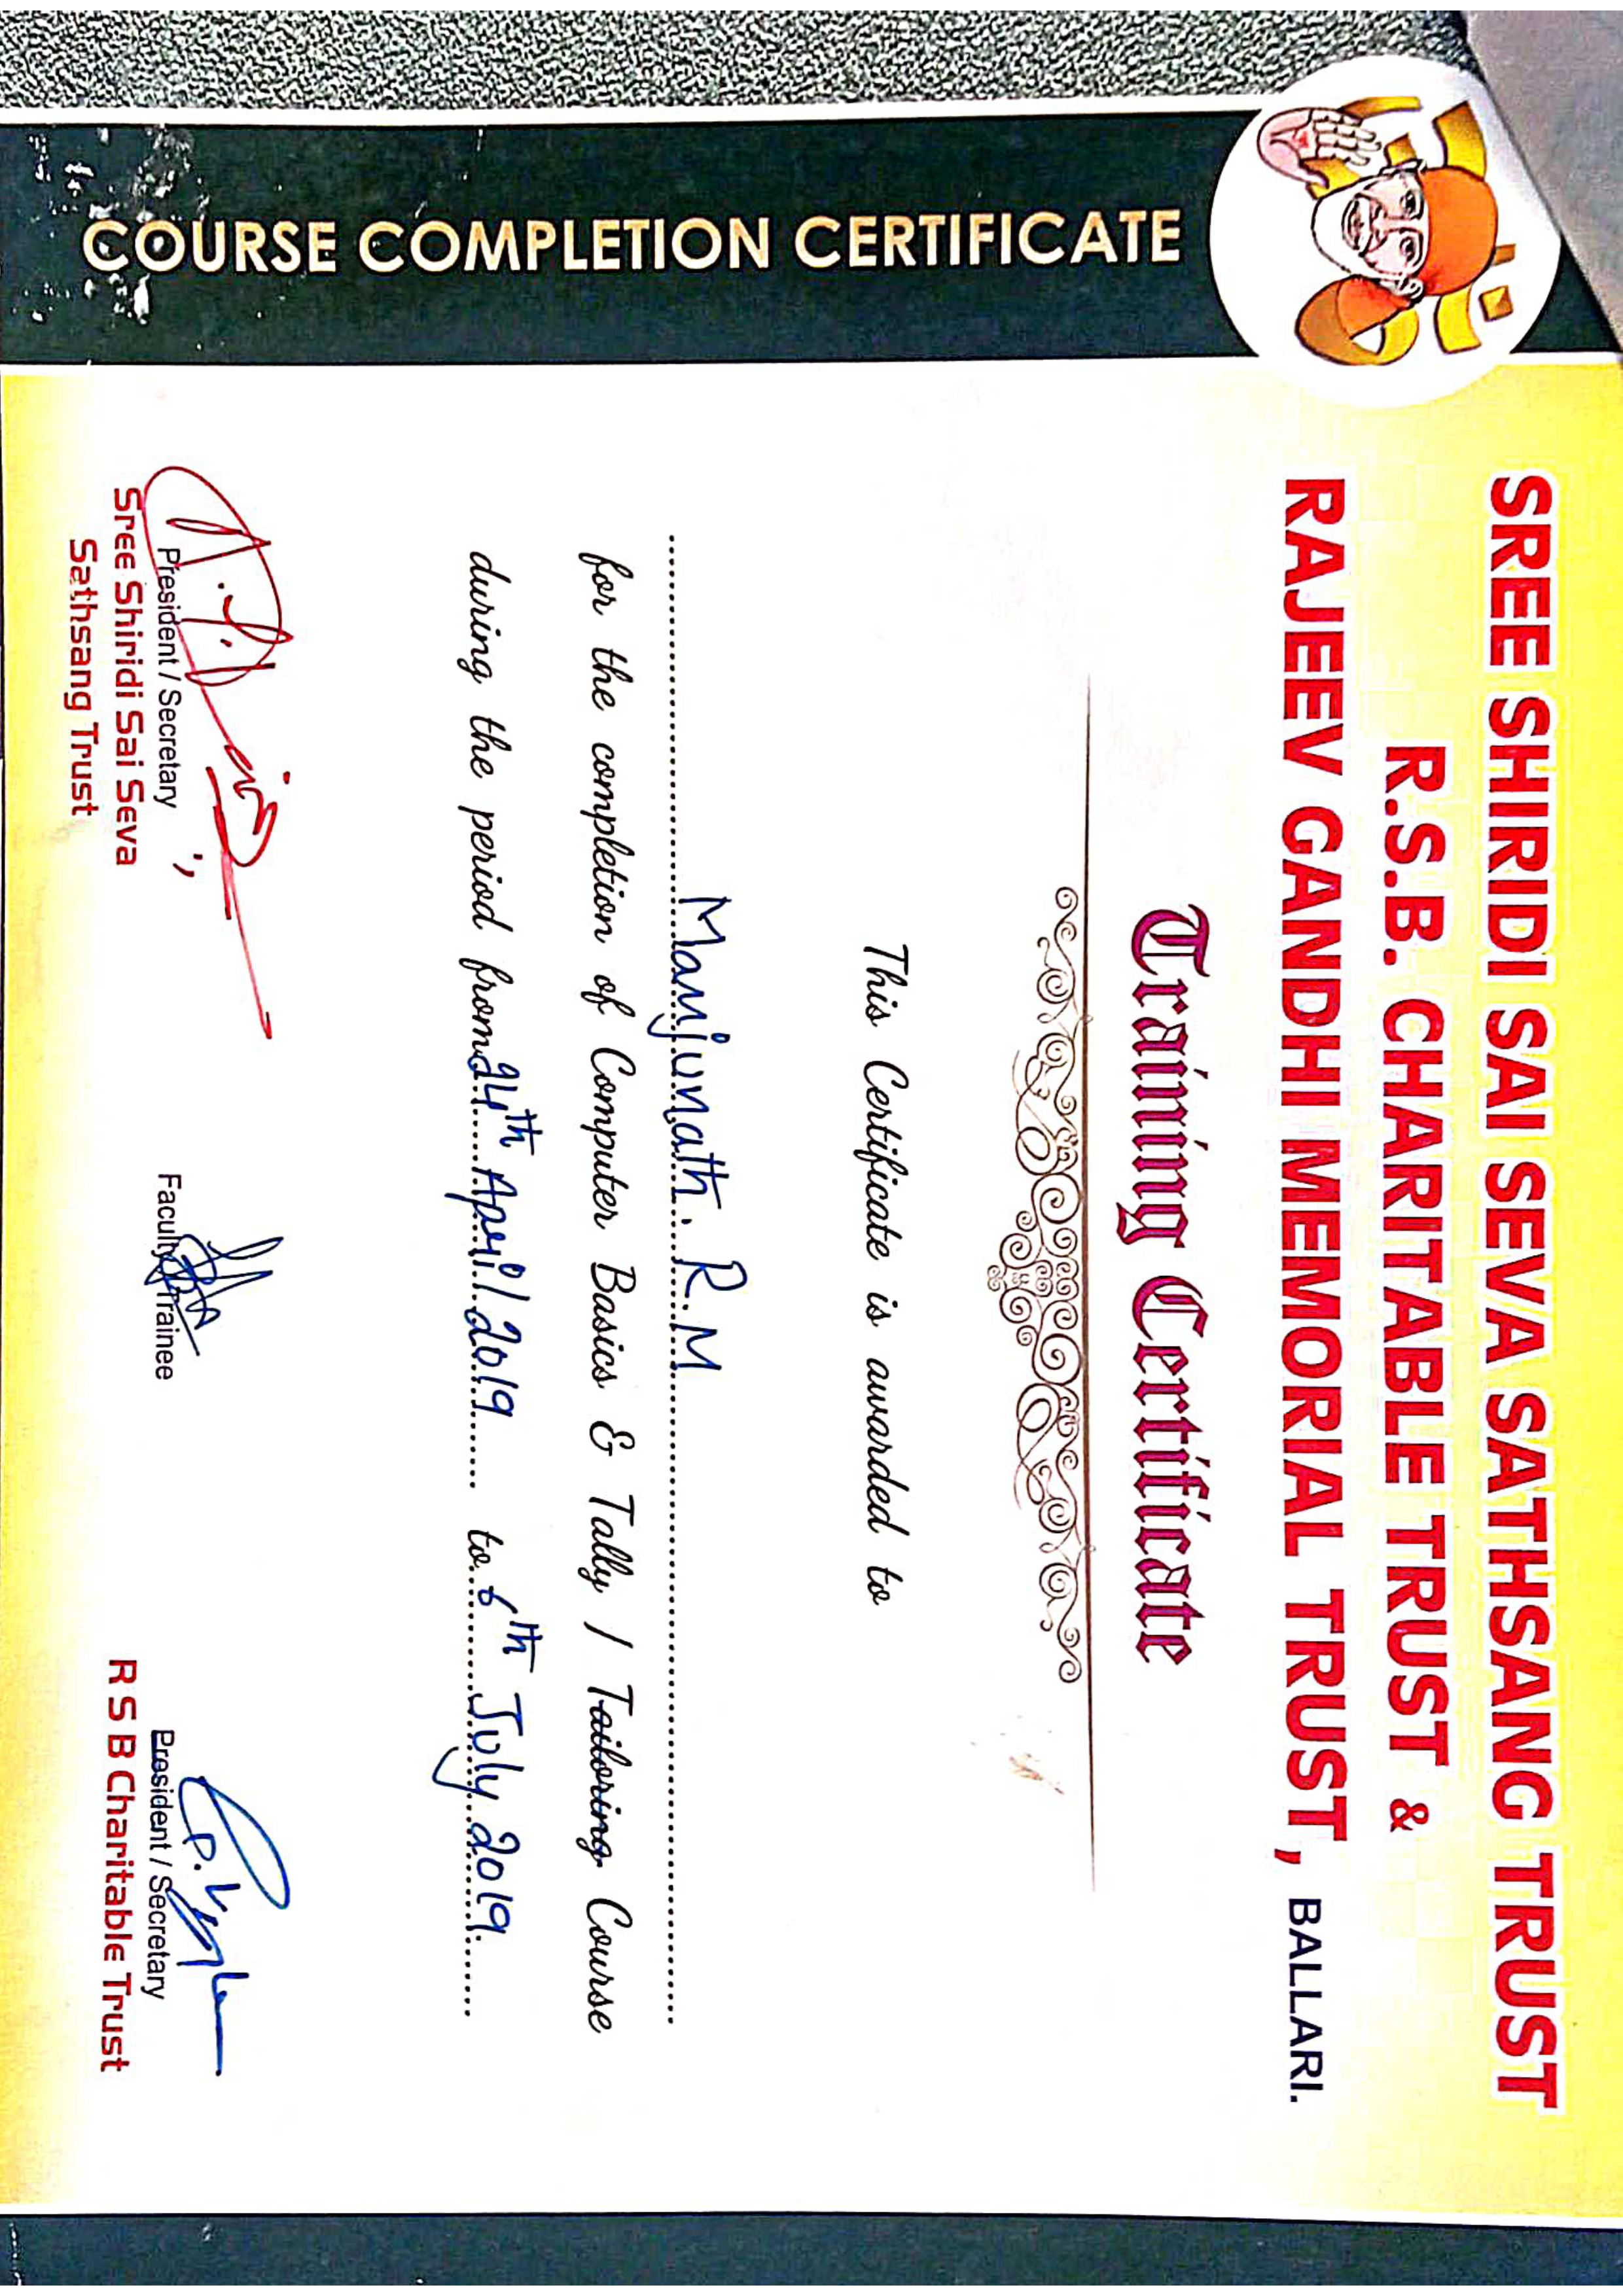 SREE SHIRIDI SAI SEVA SATHSANG TRUST
R.S.B. CHARITABLE TRUST &
RAJEEV GANDHI MEMORIAL TRUST, BALLARI.
Training Certificate
COURSE COMPLETION CERTIFICATE
This Certificate is awarded to
Manjunath. R.M
for the completion of Computer Basics & Tally / Tailoring Course
during the period from 24th April 2019 to 6th July 2019.
President / Secretary
Sree Shiridi Sai Seva
Sathsang Trust
Faculty / Trainee
President / Secretary
R S B Charitable Trust